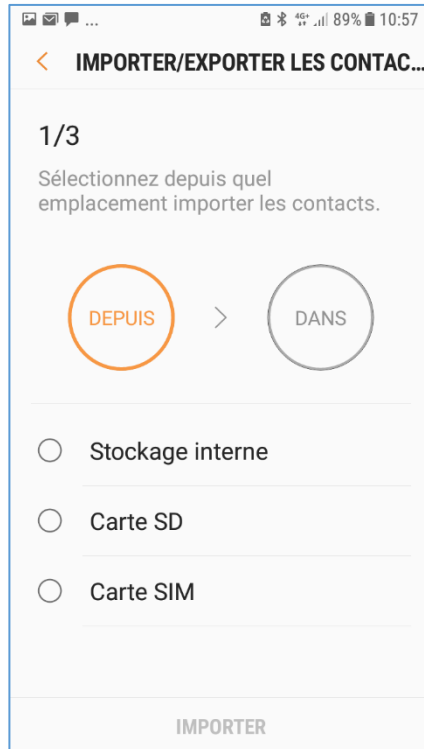 ... 4G+ 89% 10:57
IMPORTER/EXPORTER LES CONTAC...
1/3
Sélectionnez depuis quel
emplacement importer les contacts.
DEPUIS > DANS
Stockage interne
Carte SD
Carte SIM
IMPORTER